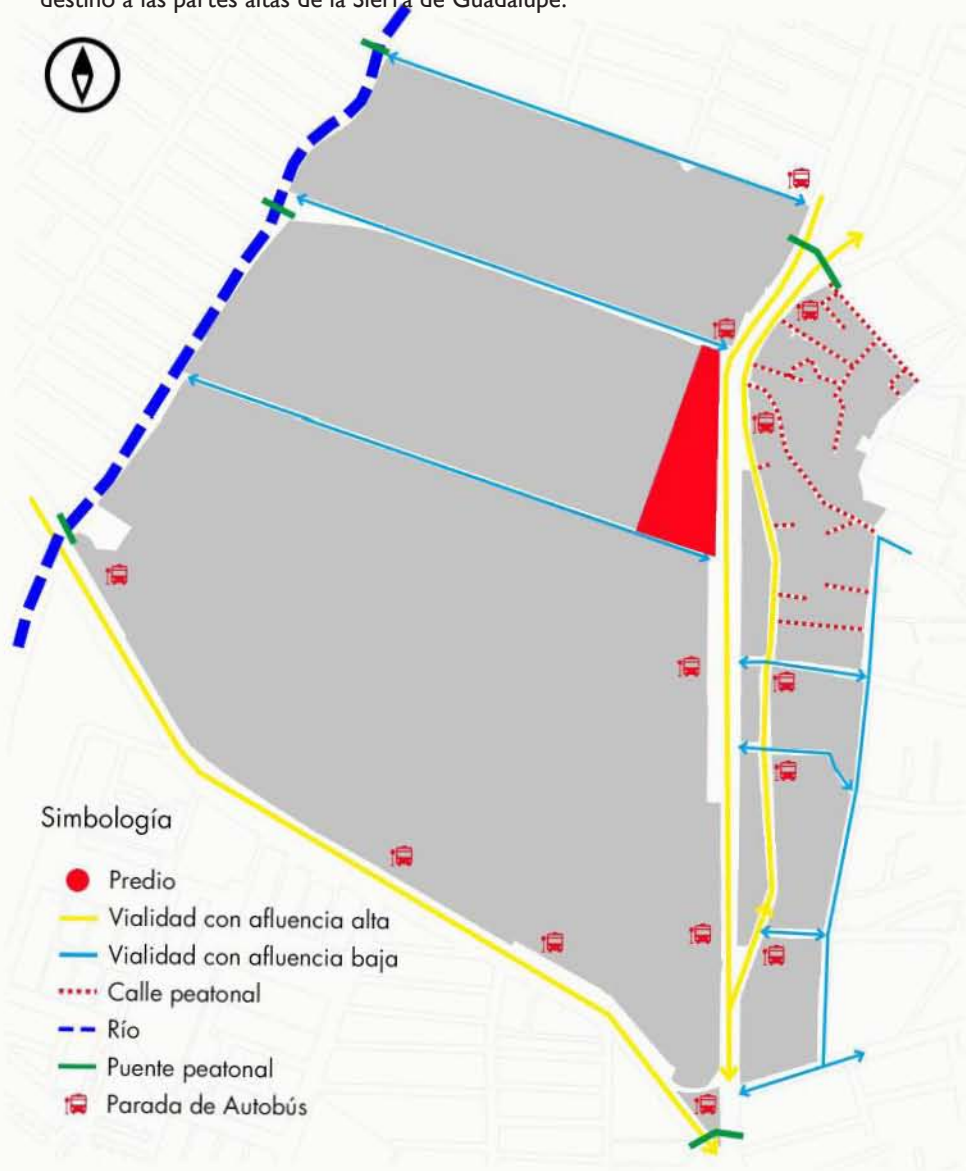 destino a las partes altas de la Sierra de Guadalupe.
Simbología
Predio
Vialidad con afluencia alta
Vialidad con afluencia baja
Calle peatonal
Río
Puente peatonal
Parada de Autobús